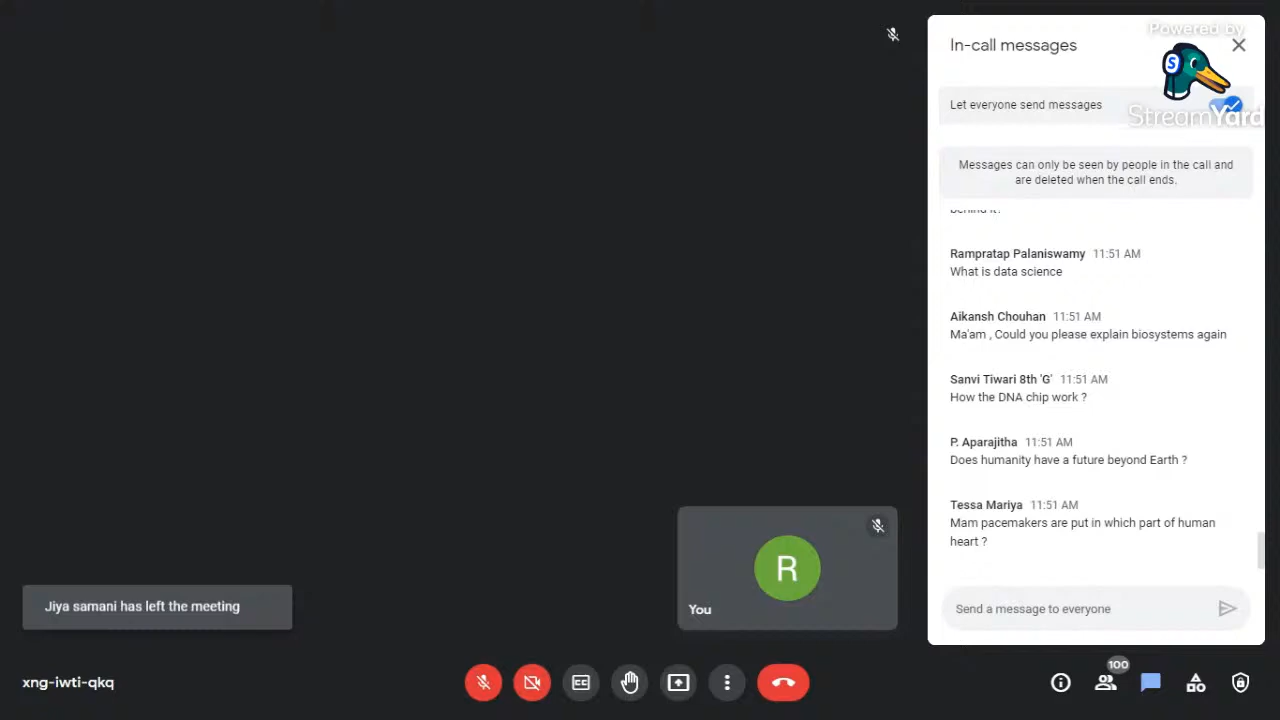 Powered by
StreamYard
In-call messages
Let everyone send messages
Messages can only be seen by people in the call and
are deleted when the call ends.
behind it?
Rampratap Palaniswamy 11:51 AM
What is data science
Aikansh Chouhan 11:51 AM
Ma'am , Could you please explain biosystems again
Sanvi Tiwari 8th 'G' 11:51 AM
How the DNA chip work ?
P. Aparajitha 11:51 AM
Does humanity have a future beyond Earth ?
Tessa Mariya 11:51 AM
Mam pacemakers are put in which part of human
heart ?
Send a message to everyone
R
You
Jiya samani has left the meeting
xng-iwti-qkq
CC
100